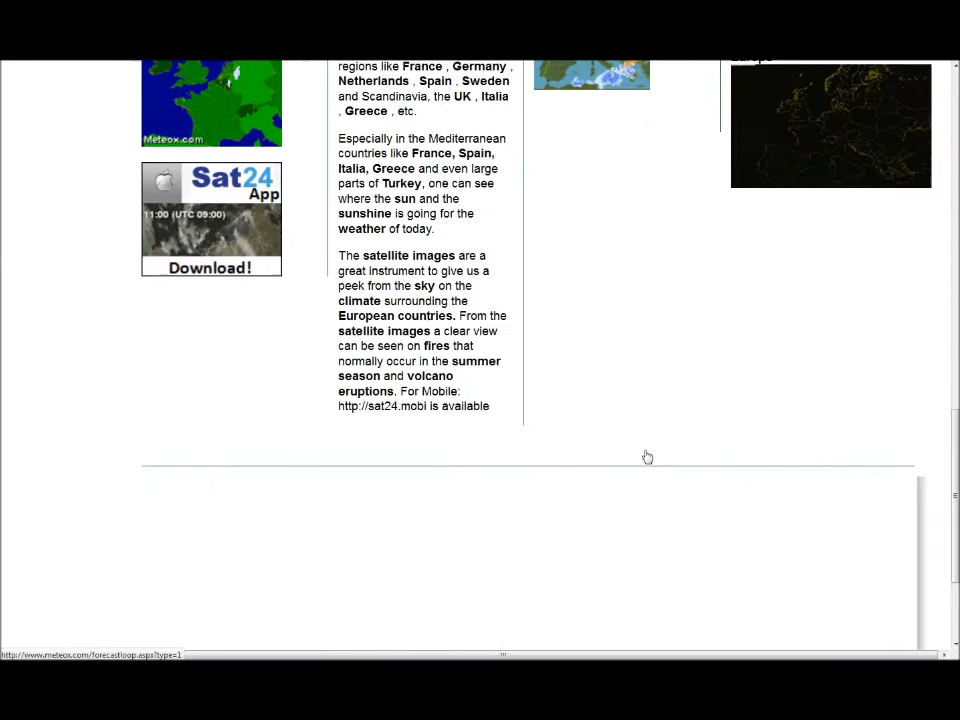 Meteox.com
Sat24
App
11:00 (UTC 09:00)
Download!
regions like France , Germany ,
Netherlands , Spain , Sweden
and Scandinavia, the UK , Italia
, Greece , etc.
Especially in the Mediterranean
countries like France, Spain,
Italia, Greece and even large
parts of Turkey, one can see
where the sun and the
sunshine is going for the
weather of today.
The satellite images are a
great instrument to give us a
peek from the sky on the
climate surrounding the
European countries. From the
satellite images a clear view
can be seen on fires that
normally occur in the summer
season and volcano
eruptions. For Mobile:
http://sat24.mobi is available
Europe
http://www.meteox.com/forecastloop.aspx?type=1